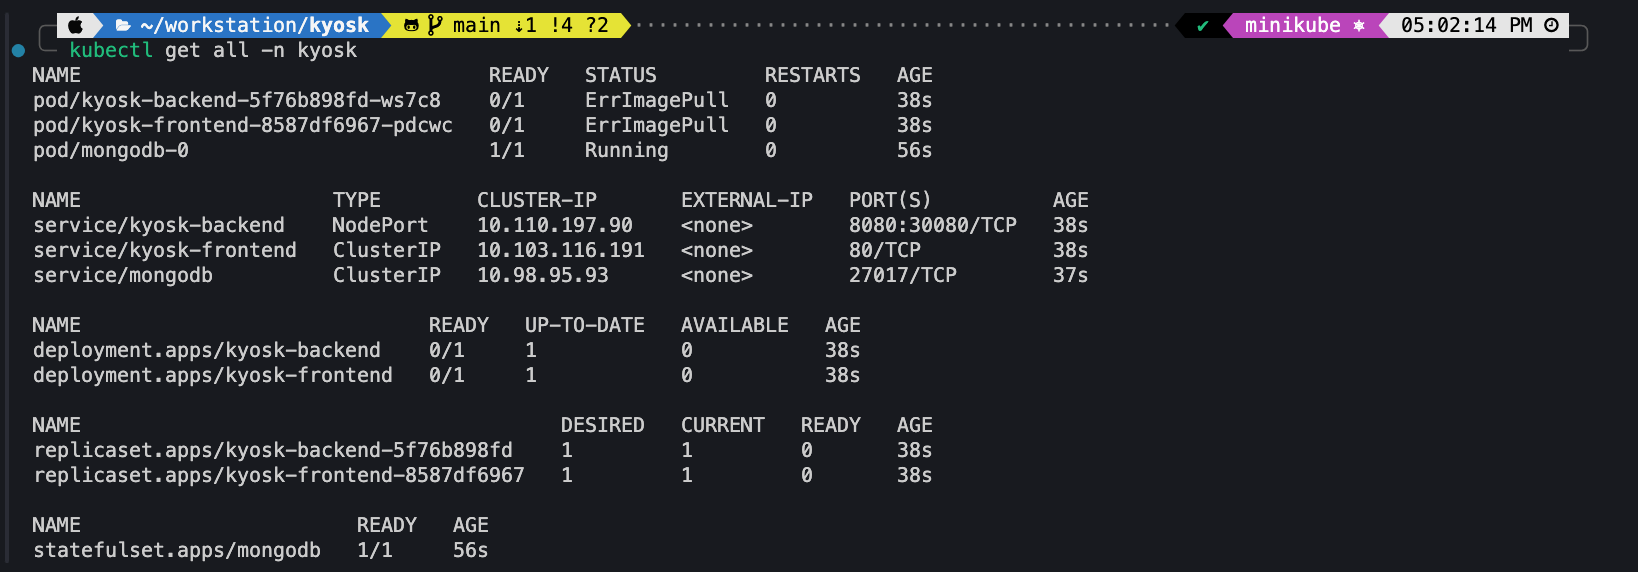 ~/workstation/kyosk main ⇣1 !4 ?2 ✔ minikube ⎈ 05:02:14 PM
kubectl get all -n kyosk
NAME READY STATUS RESTARTS AGE
pod/kyosk-backend-5f76b898fd-ws7c8 0/1 ErrImagePull 0 38s
pod/kyosk-frontend-8587df6967-pdcwc 0/1 ErrImagePull 0 38s
pod/mongodb-0 1/1 Running 0 56s
NAME TYPE CLUSTER-IP EXTERNAL-IP PORT(S) AGE
service/kyosk-backend NodePort 10.110.197.90 <none> 8080:30080/TCP 38s
service/kyosk-frontend ClusterIP 10.103.116.191 <none> 80/TCP 38s
service/mongodb ClusterIP 10.98.95.93 <none> 27017/TCP 37s
NAME READY UP-TO-DATE AVAILABLE AGE
deployment.apps/kyosk-backend 0/1 1 0 38s
deployment.apps/kyosk-frontend 0/1 1 0 38s
NAME DESIRED CURRENT READY AGE
replicaset.apps/kyosk-backend-5f76b898fd 1 1 0 38s
replicaset.apps/kyosk-frontend-8587df6967 1 1 0 38s
NAME READY AGE
statefulset.apps/mongodb 1/1 56s